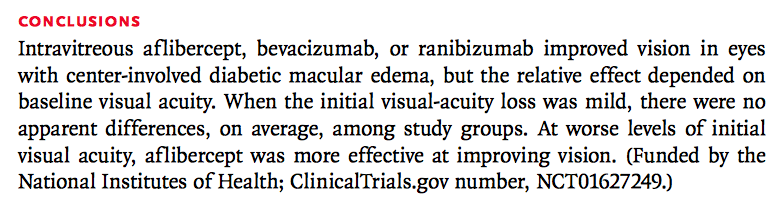 CONCLUSIONS
Intravitreous aflibercept, bevacizumab, or ranibizumab improved vision in eyes
with center-involved diabetic macular edema, but the relative effect depended on
baseline visual acuity. When the initial visual-acuity loss was mild, there were no
apparent differences, on average, among study groups. At worse levels of initial
visual acuity, aflibercept was more effective at improving vision. (Funded by the
National Institutes of Health; ClinicalTrials.gov number, NCT01627249.)